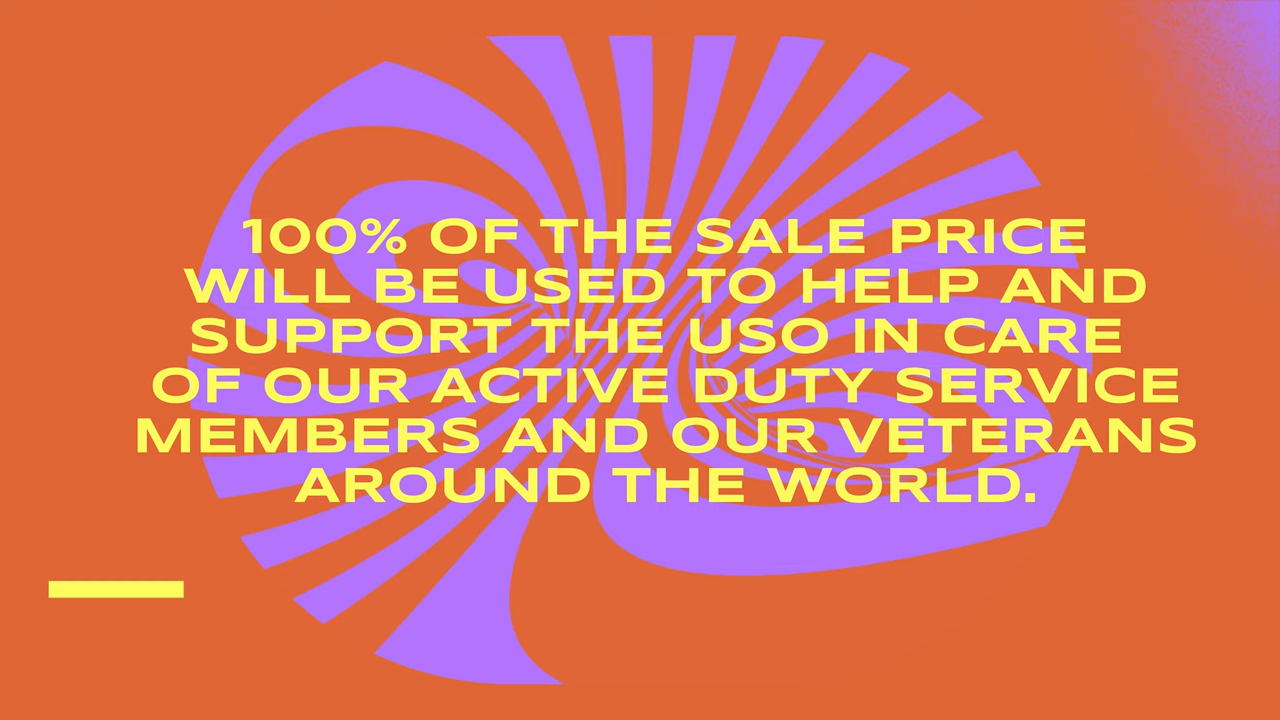 100% OF THE SALE PRICE
WILL BE USED TO HELP AND
SUPPORT THE USO IN CARE
OF OUR ACTIVE DUTY SERVICE
MEMBERS AND OUR VETERANS
AROUND THE WORLD.